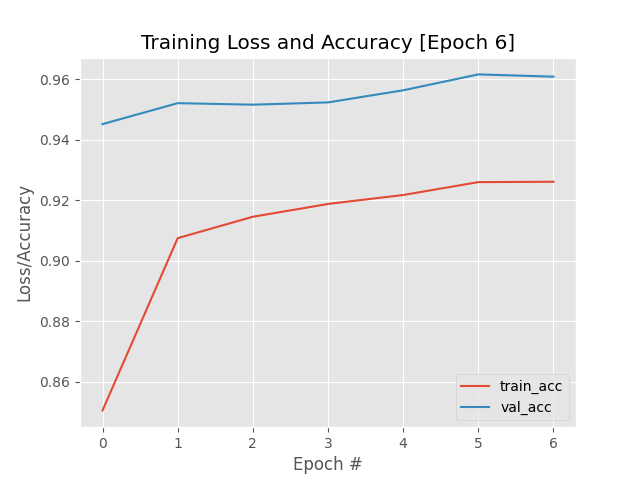 Training Loss and Accuracy [Epoch 6]
0.96
0.94
0.92
0.90
0.88
0.86
Loss/Accuracy
train_acc
val_acc
0 1 2 3 4 5 6
Epoch #